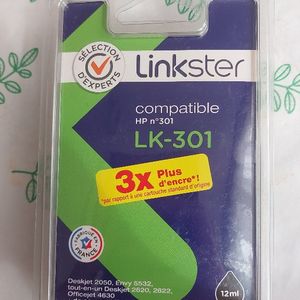 SÉLECTION
D'EXPERTS
Linkster
compatible
HP n°301
LK-301
3x Plus
d'encre*!
*par rapport à une cartouche standard d'origine
FRANCE
Deskjet 2050, Envy 5532,
tout-en-un Deskjet 2620, 2622,
Officejet 4630
12ml